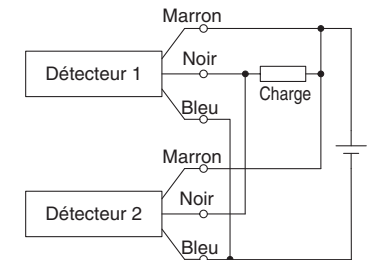 Marron
Noir
Détecteur 1
Charge
Bleu
Marron
Noir
Détecteur 2
Bleu